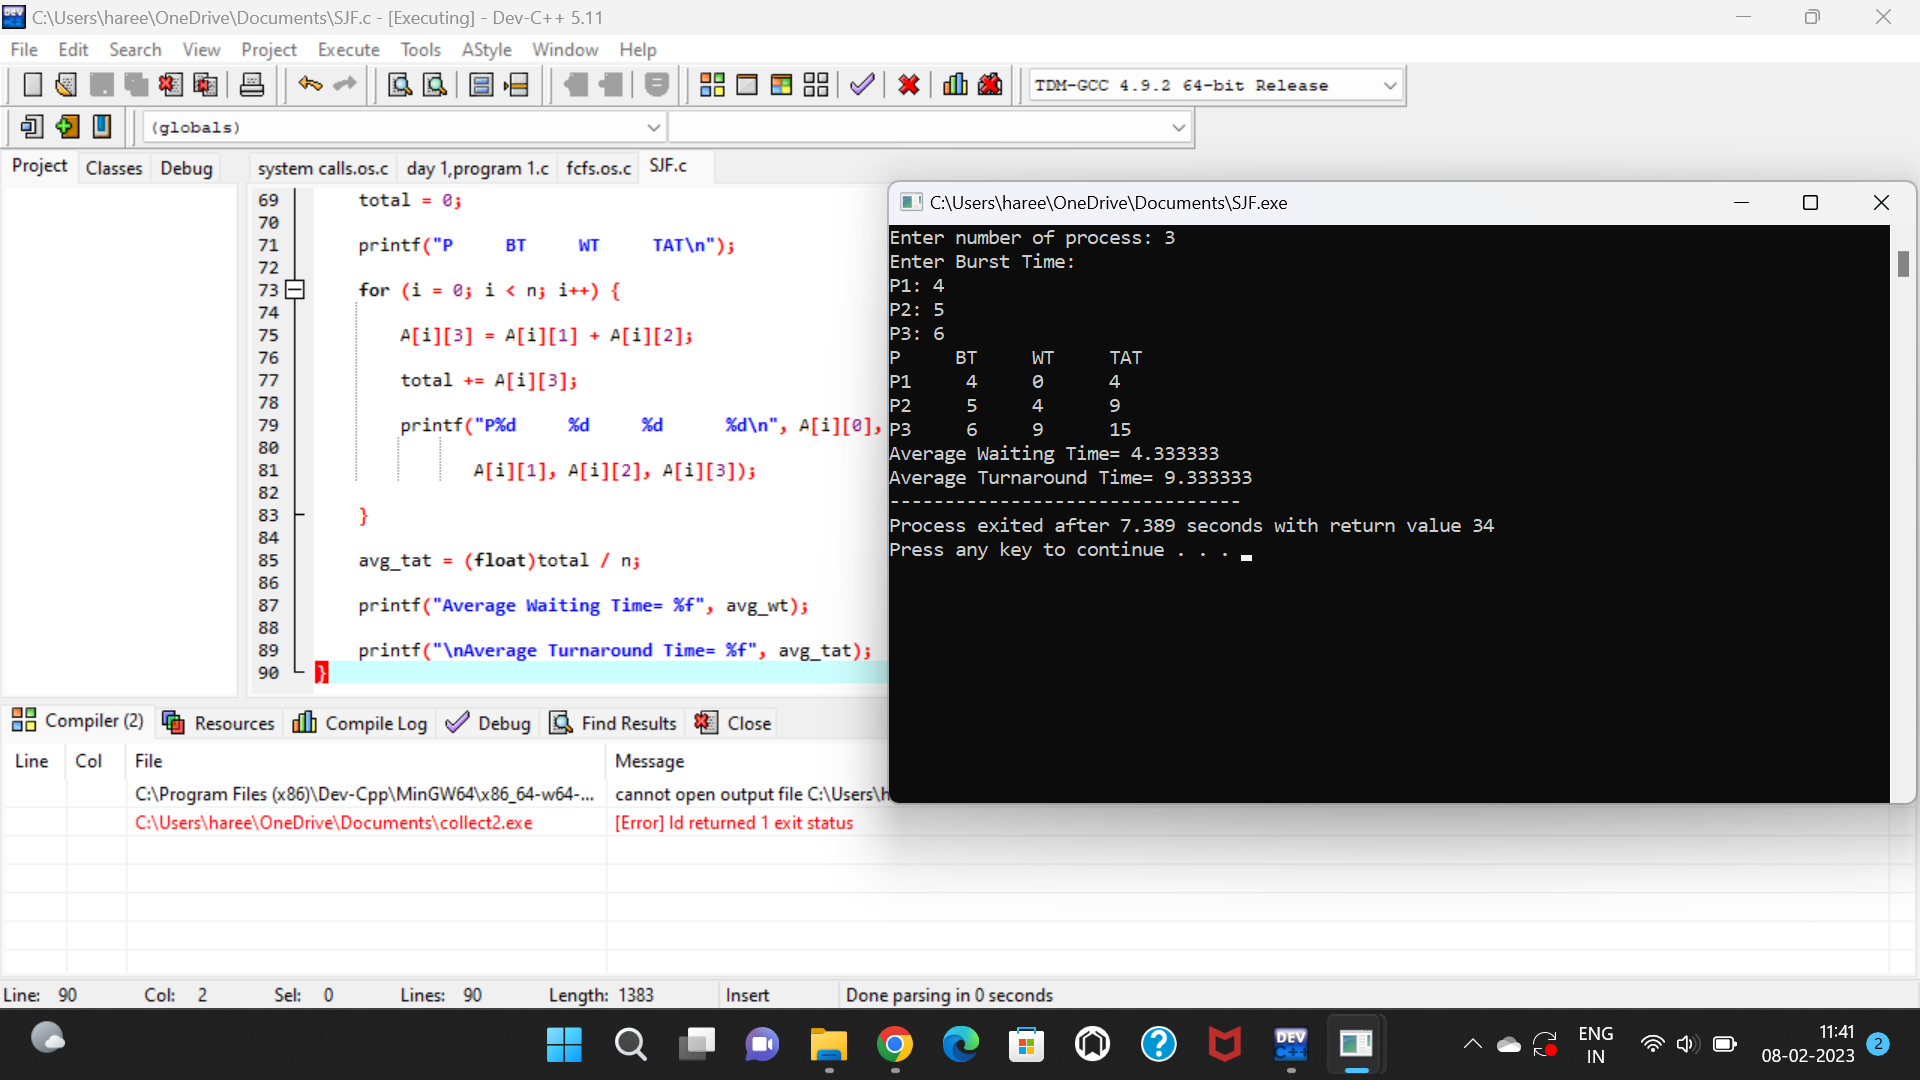 C:\Users\haree\OneDrive\Documents\SJF.c - [Executing] - Dev-C++ 5.11
File Edit Search View Project Execute Tools AStyle Window Help
TDM-GCC 4.9.2 64-bit Release
(globals)
Project Classes Debug
system calls.os.c day 1,program 1.c fcfs.os.c SJF.c
69 total = 0;
70
71 printf("P BT WT TAT\n");
72
73 for (i = 0; i < n; i++) {
74
75 A[i][3] = A[i][1] + A[i][2];
76
77 total += A[i][3];
78
79 printf("P%d %d %d %d\n", A[i][0],
80
81 A[i][1], A[i][2], A[i][3]);
82
83 }
84
85 avg_tat = (float)total / n;
86
87 printf("Average Waiting Time= %f", avg_wt);
88
89 printf("\nAverage Turnaround Time= %f", avg_tat);
90 }
C:\Users\haree\OneDrive\Documents\SJF.exe
Enter number of process: 3
Enter Burst Time:
P1: 4
P2: 5
P3: 6
P BT WT TAT
P1 4 0 4
P2 5 4 9
P3 6 9 15
Average Waiting Time= 4.333333
Average Turnaround Time= 9.333333
--------------------------------
Process exited after 7.389 seconds with return value 34
Press any key to continue . . .
Compiler (2) Resources Compile Log Debug Find Results Close
Line Col File Message
C:\Program Files (x86)\Dev-Cpp\MinGW64\x86_64-w64-... cannot open output file C:\Users\h
C:\Users\haree\OneDrive\Documents\collect2.exe [Error] ld returned 1 exit status
Line: 90 Col: 2 Sel: 0 Lines: 90 Length: 1383 Insert Done parsing in 0 seconds
DEV C++
ENG
IN
11:41
08-02-2023
2